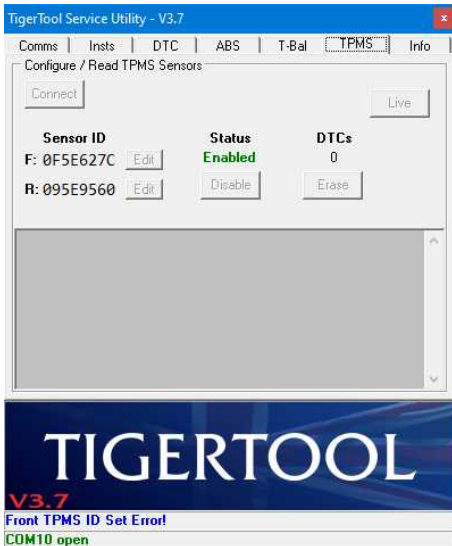 TigerTool Service Utility - V3.7
x
Comms | Insts | DTC | ABS | T-Bal | TPMS | Info
Configure / Read TPMS Sensors
Connect
Live
Sensor ID Status DTCs
F: 0F5E627C Edit Enabled 0
R: 095E9560 Edit Disable Erase
TIGERTOOL
V3.7
Front TPMS ID Set Error!
COM10 open